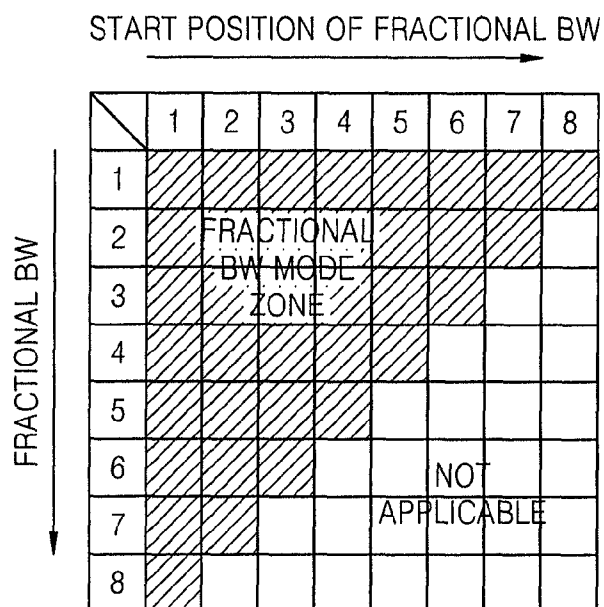 START POSITION OF FRACTIONAL BW
1 2 3 4 5 6 7 8
FRACTIONAL BW
1
2
3
4
5
6
7
8
FRACTIONAL
BW MODE
ZONE
NOT
APPLICABLE